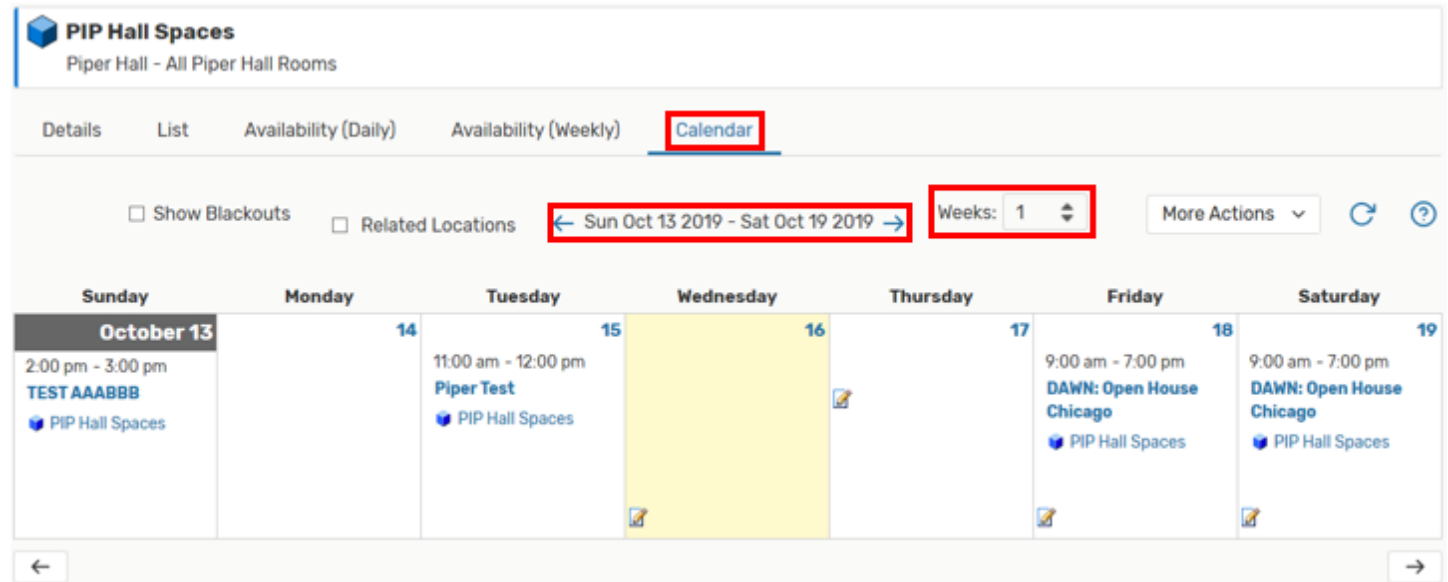 PIP Hall Spaces
Piper Hall - All Piper Hall Rooms
Details List Availability (Daily) Availability (Weekly) Calendar
Show Blackouts Related Locations ← Sun Oct 13 2019 - Sat Oct 19 2019 → Weeks: 1 More Actions
Sunday Monday Tuesday Wednesday Thursday Friday Saturday
October 13 14 15 16 17 18 19
2:00 pm - 3:00 pm
TEST AAABBB
PIP Hall Spaces
11:00 am - 12:00 pm
Piper Test
PIP Hall Spaces
9:00 am - 7:00 pm
DAWN: Open House
Chicago
PIP Hall Spaces
9:00 am - 7:00 pm
DAWN: Open House
Chicago
PIP Hall Spaces
← →